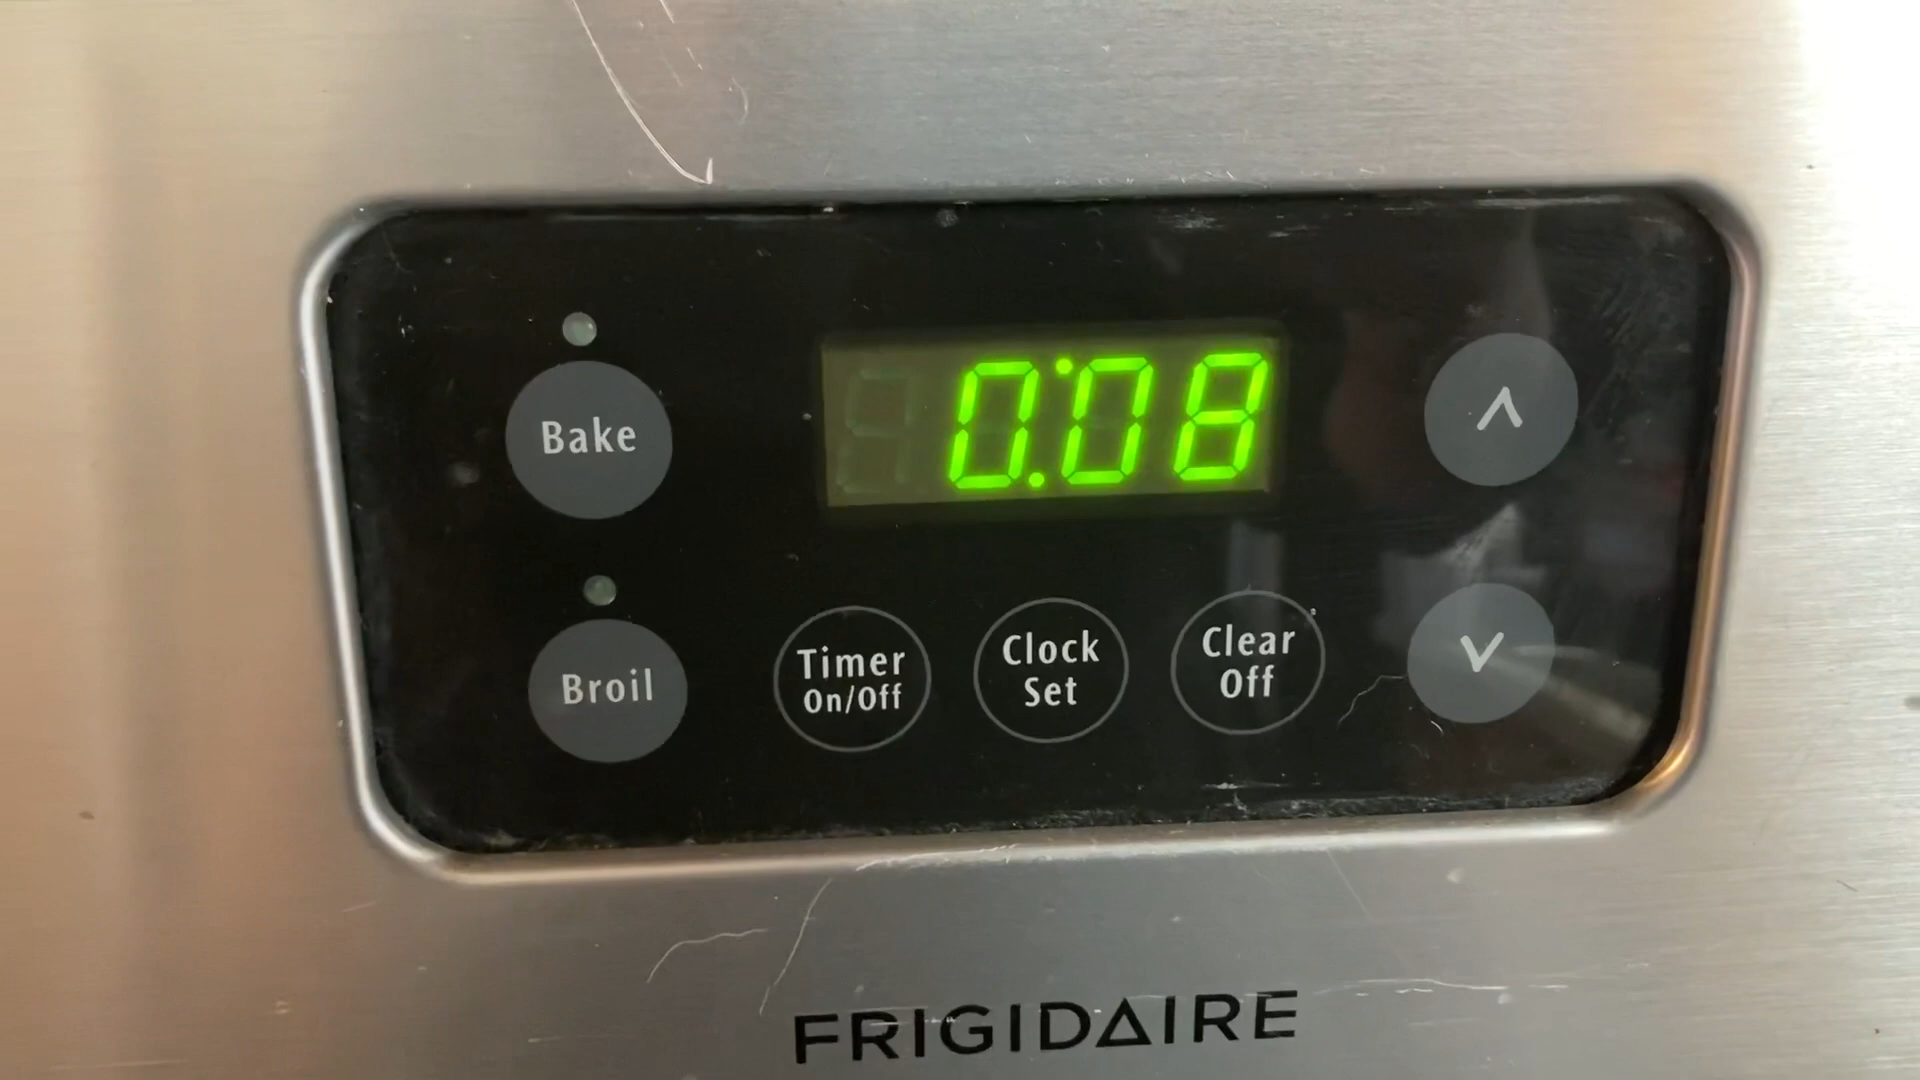 0:08
Bake
Broil
Timer
On/Off
Clock
Set
Clear
Off
FRIGIDAIRE